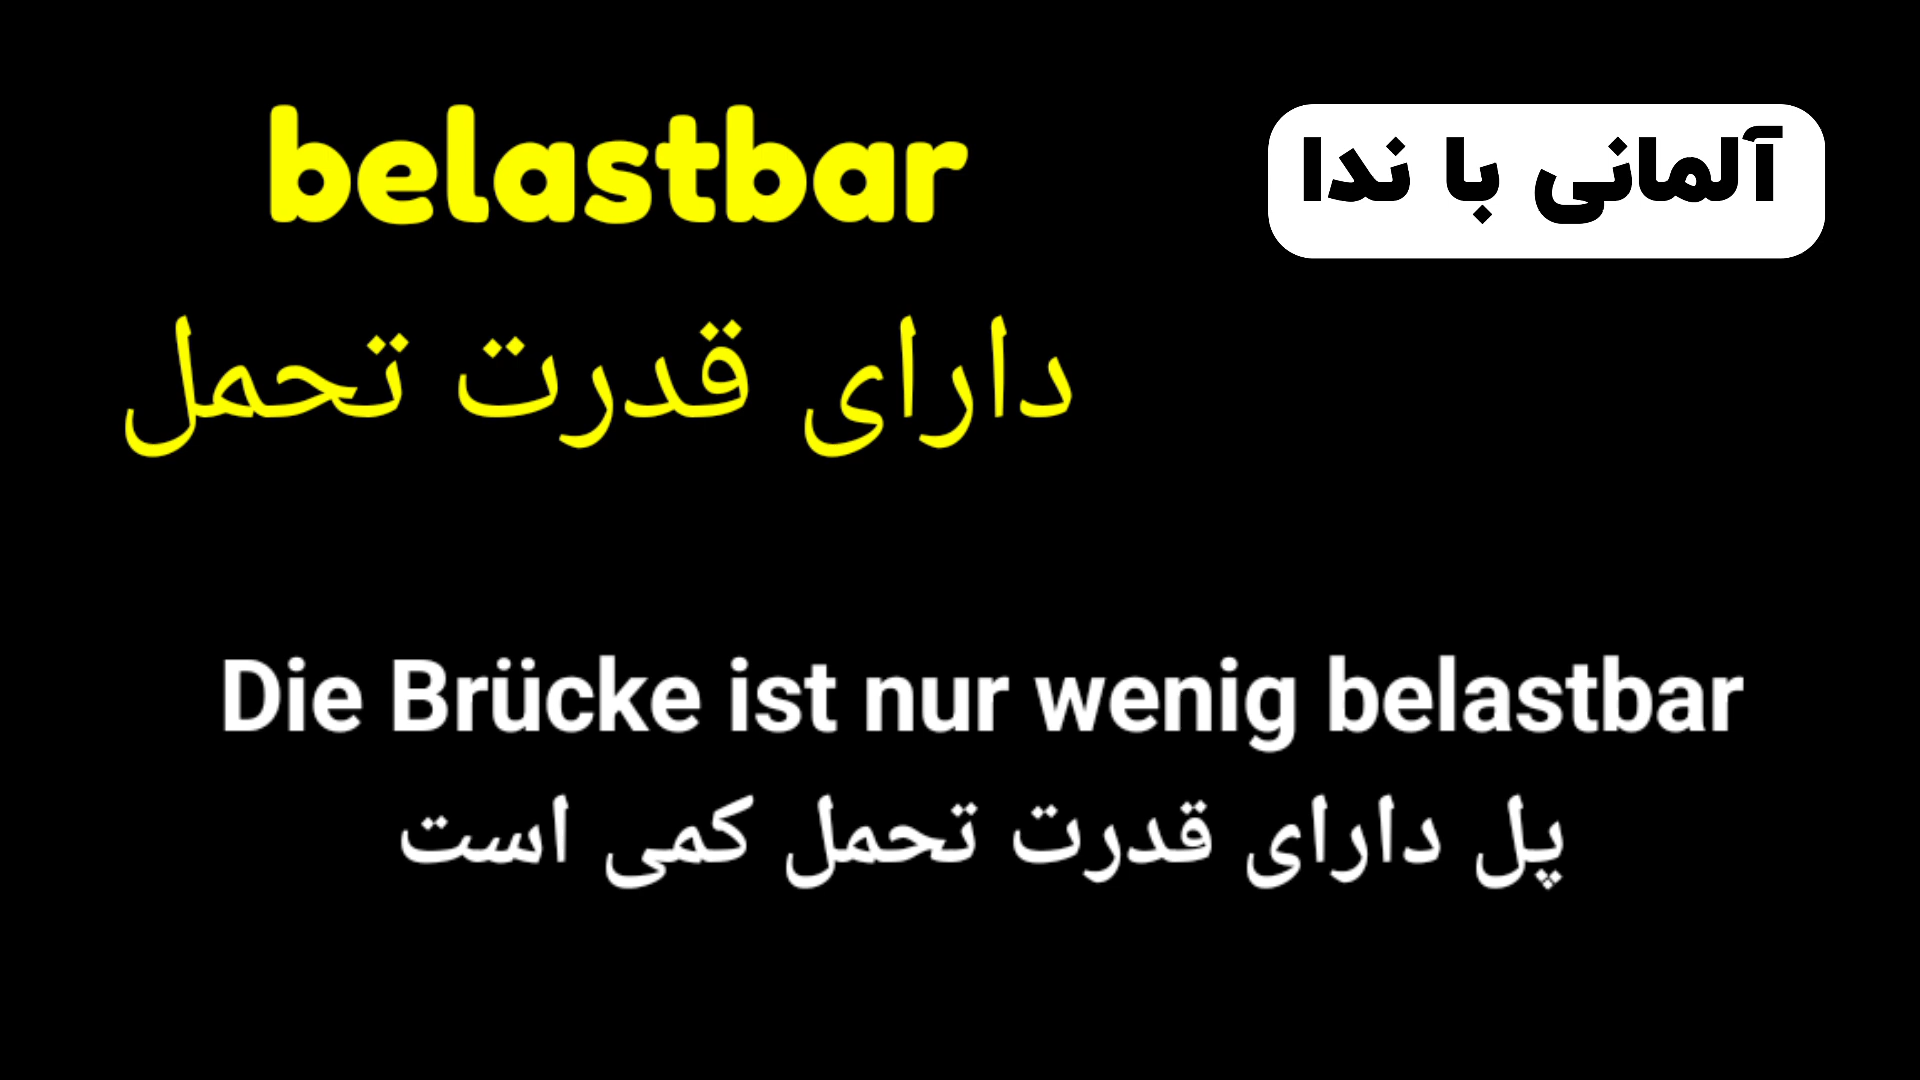 belastbar
آلمانی با ندا
دارای قدرت تحمل
Die Brücke ist nur wenig belastbar
پل دارای قدرت تحمل کمی است